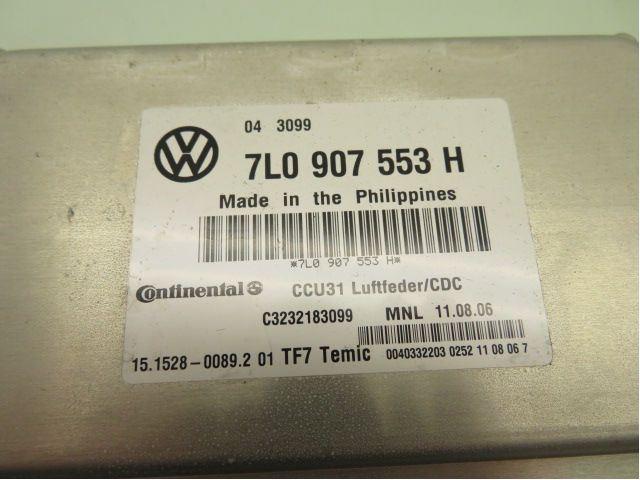 04 3099
7L0 907 553 H
Made in the Philippines
*7L0 907 553 H*
Continental CCU31 Luftfeder/CDC
C3232183099 MNL 11.08.06
15.1528-0089.2 01 TF7 Temic 0040332203 0252 11 08 06 7